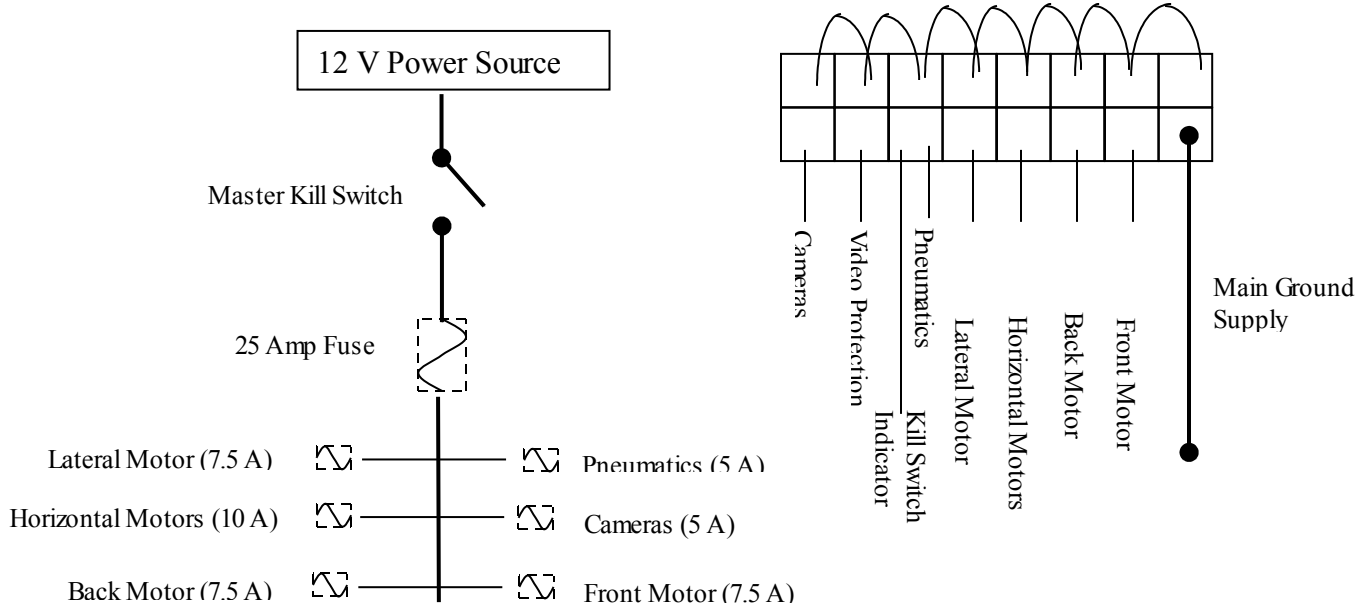 12 V Power Source
Master Kill Switch
25 Amp Fuse
Lateral Motor (7.5 A)
Pneumatics (5 A)
Horizontal Motors (10 A)
Cameras (5 A)
Back Motor (7.5 A)
Front Motor (7.5 A)
Cameras
Video Protection
Kill Switch
Indicator
Pneumatics
Lateral Motor
Horizontal Motors
Back Motor
Front Motor
Main Ground
Supply